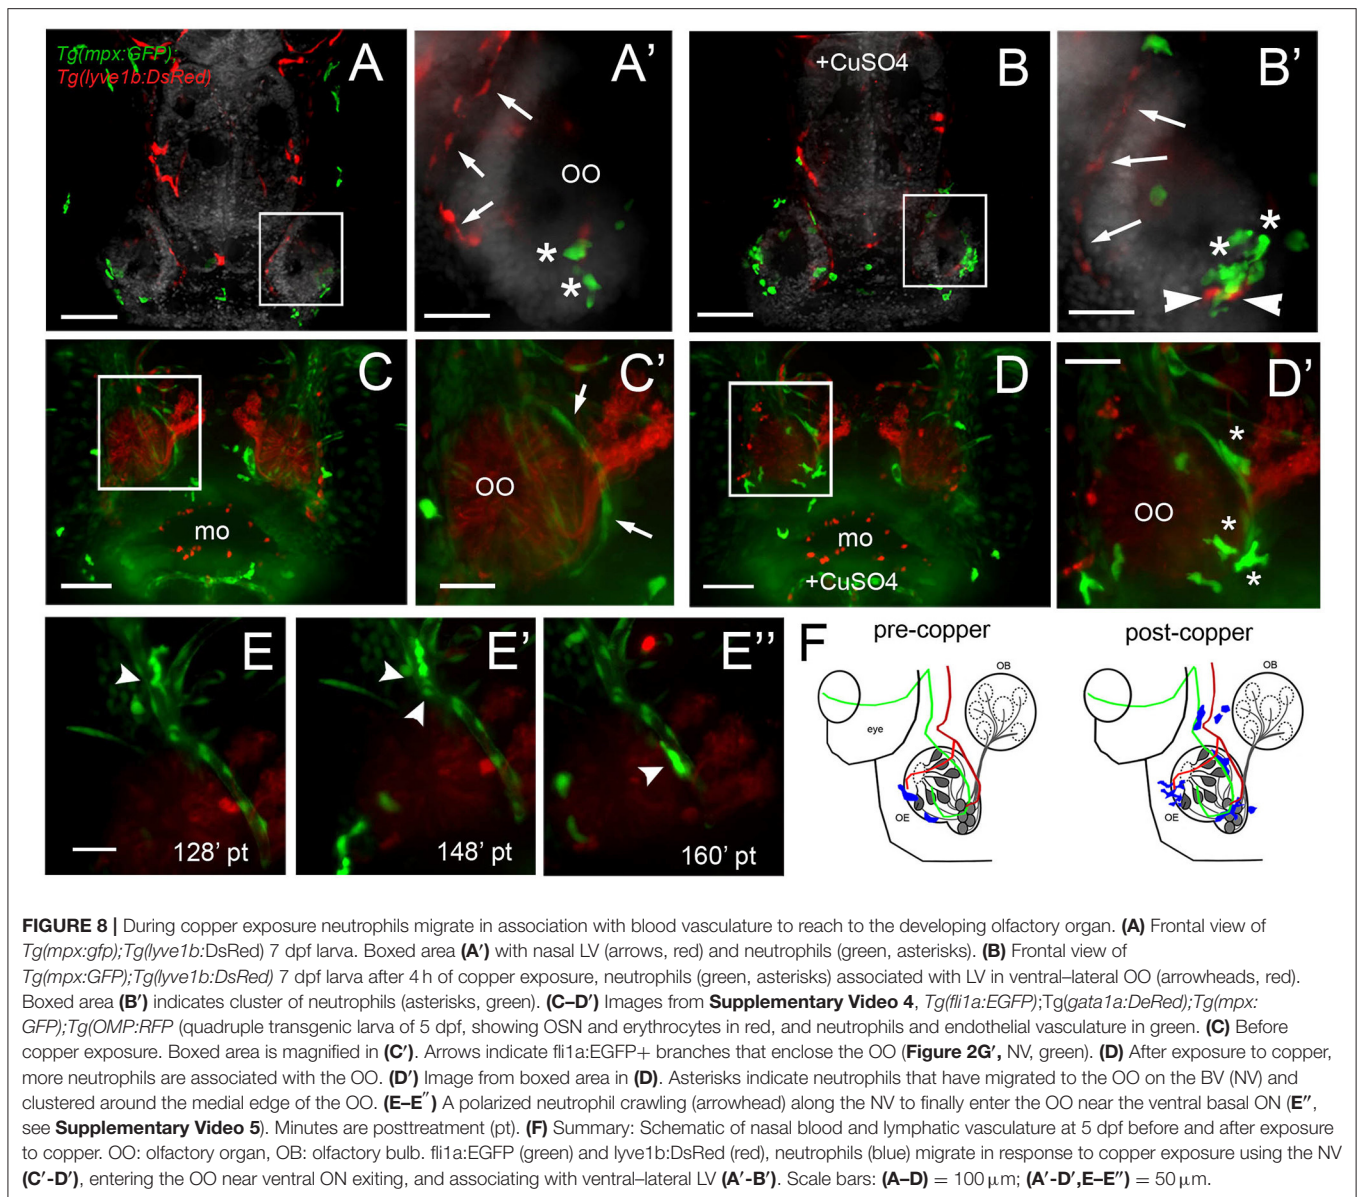 Tg(mpx:GFP);
Tg(lyve1b:DsRed)
A
A'
OO
*
*
+CuSO4
B
B'
*
*
C
mo
C'
OO
D
mo
+CuSO4
D'
OO
*
*
*
E
128' pt
E'
148' pt
E''
160' pt
F
pre-copper
post-copper
OB
eye
OE
OB
OE
FIGURE 8 | During copper exposure neutrophils migrate in association with blood vasculature to reach to the developing olfactory organ. (A) Frontal view of
Tg(mpx:gfp);Tg(lyve1b:DsRed) 7 dpf larva. Boxed area (A′) with nasal LV (arrows, red) and neutrophils (green, asterisks). (B) Frontal view of
Tg(mpx:GFP);Tg(lyve1b:DsRed) 7 dpf larva after 4 h of copper exposure, neutrophils (green, asterisks) associated with LV in ventral–lateral OO (arrowheads, red).
Boxed area (B′) indicates cluster of neutrophils (asterisks, green). (C–D′) Images from Supplementary Video 4, Tg(fli1a:EGFP);Tg(gata1a:DeRed);Tg(mpx:
GFP);Tg(OMP:RFP (quadruple transgenic larva of 5 dpf, showing OSN and erythrocytes in red, and neutrophils and endothelial vasculature in green. (C) Before
copper exposure. Boxed area is magnified in (C′). Arrows indicate fli1a:EGFP+ branches that enclose the OO (Figure 2G′, NV, green). (D) After exposure to copper,
more neutrophils are associated with the OO. (D′) Image from boxed area in (D). Asterisks indicate neutrophils that have migrated to the OO on the BV (NV) and
clustered around the medial edge of the OO. (E–E″) A polarized neutrophil crawling (arrowhead) along the NV to finally enter the OO near the ventral basal ON (E″,
see Supplementary Video 5). Minutes are posttreatment (pt). (F) Summary: Schematic of nasal blood and lymphatic vasculature at 5 dpf before and after exposure
to copper. OO: olfactory organ, OB: olfactory bulb. fli1a:EGFP (green) and lyve1b:DsRed (red), neutrophils (blue) migrate in response to copper exposure using the NV
(C′-D′), entering the OO near ventral ON exiting, and associating with ventral–lateral LV (A′-B′). Scale bars: (A–D) = 100 μm; (A′-D′,E–E″) = 50 μm.